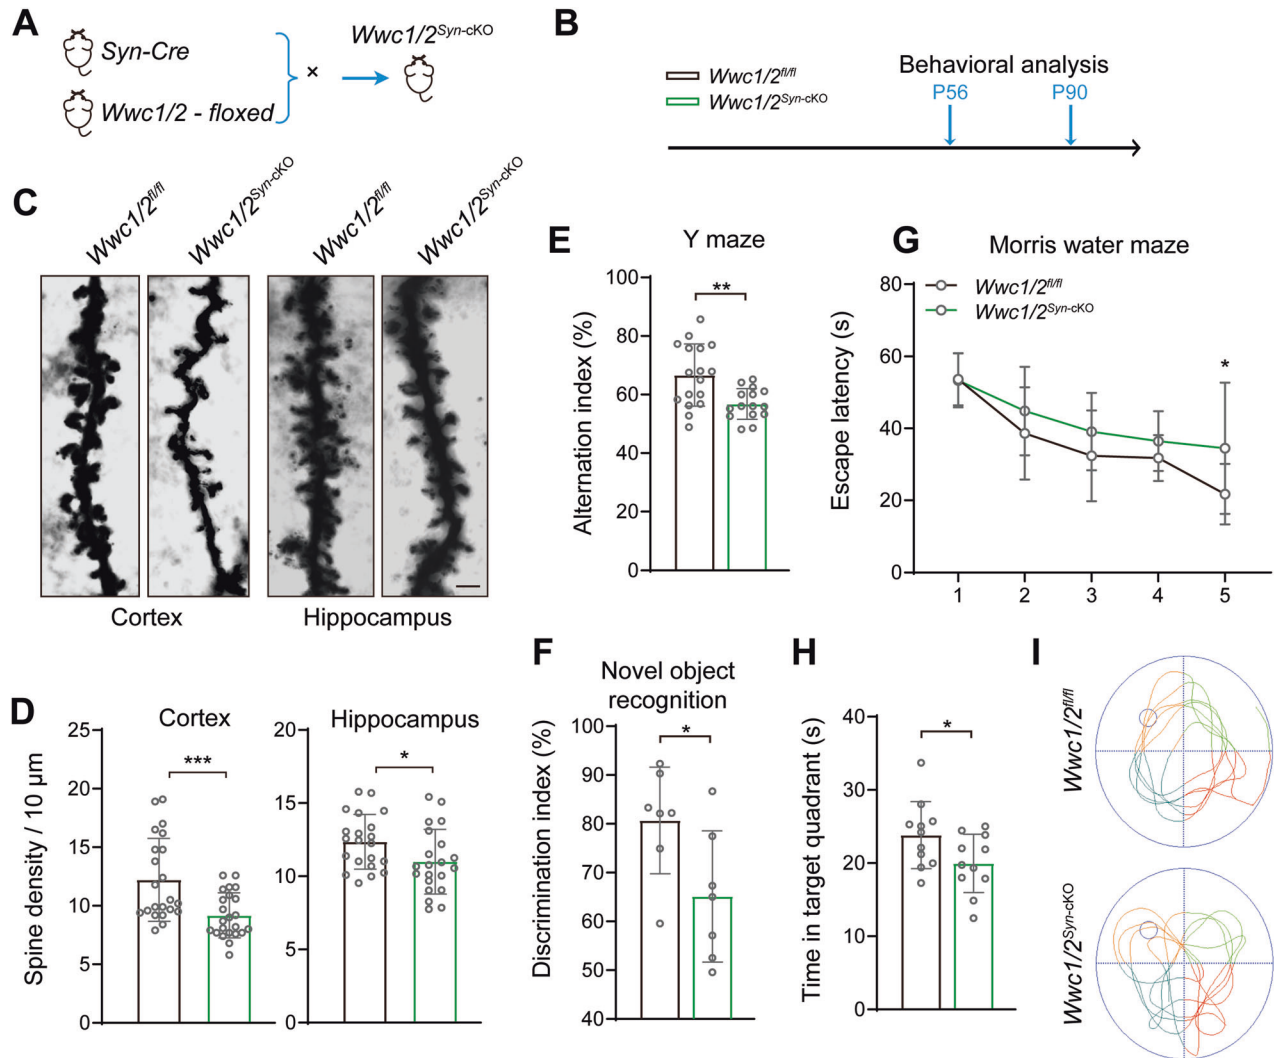 A
Syn-Cre
Wwc1/2 - floxed
×
Wwc1/2Syn-cKO
B
Wwc1/2fl/fl
Wwc1/2Syn-cKO
Behavioral analysis
P56
P90
C
Wwc1/2fl/fl
Wwc1/2Syn-cKO
Wwc1/2fl/fl
Wwc1/2Syn-cKO
Cortex
Hippocampus
D
Cortex
Spine density / 10 µm
25
20
15
10
5
0
***
Hippocampus
20
15
10
5
0
*
E
Y maze
Alternation index (%)
100
80
60
40
20
0
**
F
Novel object
recognition
Discrimination index (%)
100
90
80
70
60
50
40
*
G
Morris water maze
Wwc1/2fl/fl
Wwc1/2Syn-cKO
Escape latency (s)
80
60
40
20
0
*
1 2 3 4 5
H
Time in target quadrant (s)
40
30
20
10
0
*
I
Wwc1/2fl/fl
Wwc1/2Syn-cKO